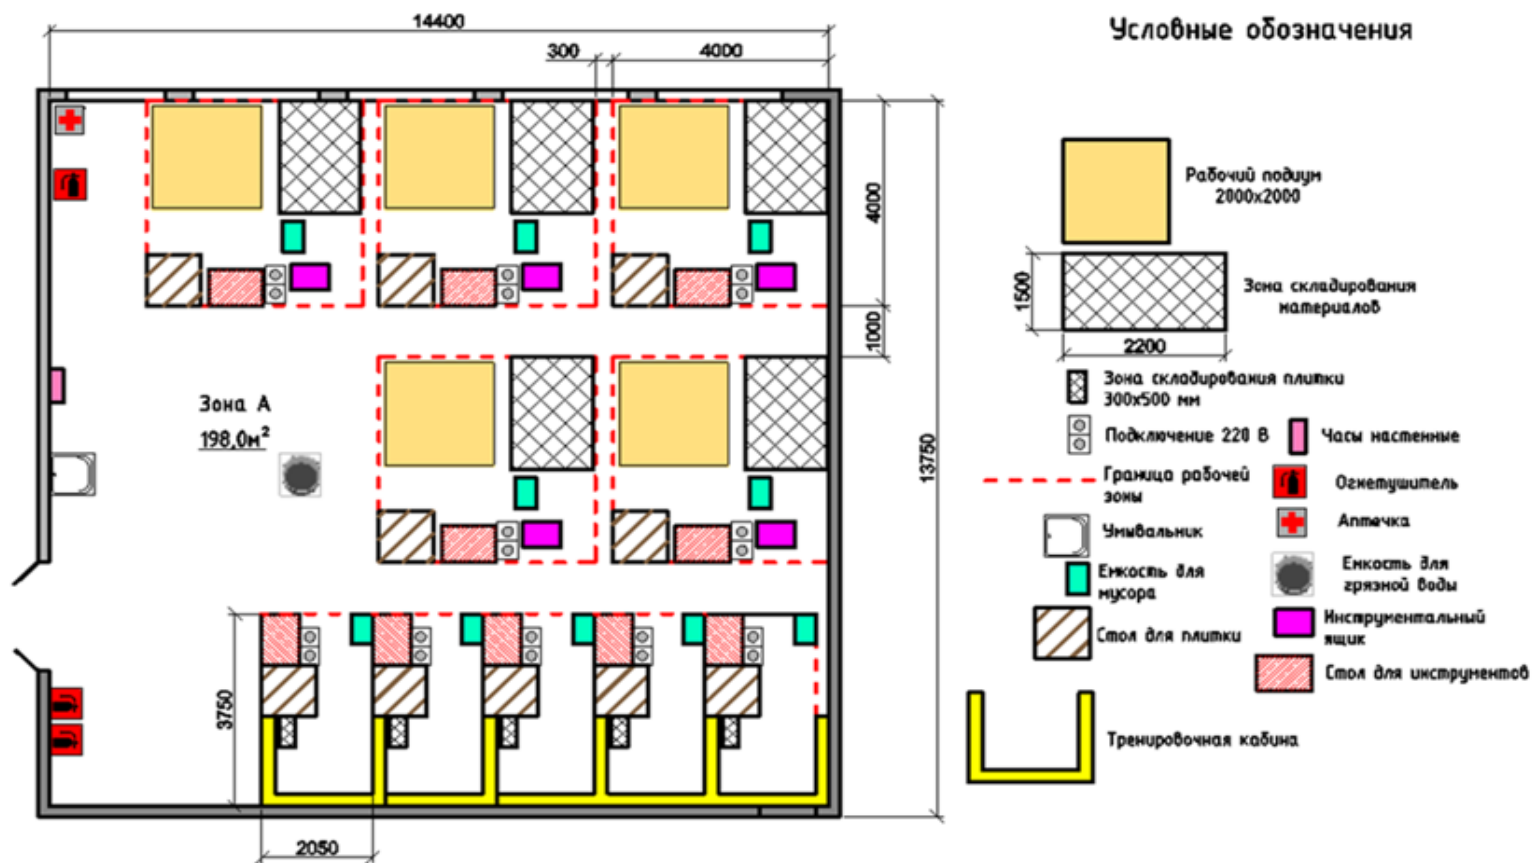 14400
Условные обозначения
300
4000
4000
Рабочий подиум
2000х2000
1500
Зона складирования
материалов
1000
2200
Зона складирования плитки
300х500 мм
Зона А
198,0м²
Подключение 220 В
Часы настенные
13750
Граница рабочей
зоны
Огнетушитель
Умывальник
Аптечка
Емкость для
мусора
Емкость для
грязной воды
Стол для плитки
Инструментальный
ящик
Стол для инструментов
3750
Тренировочная кабина
2050